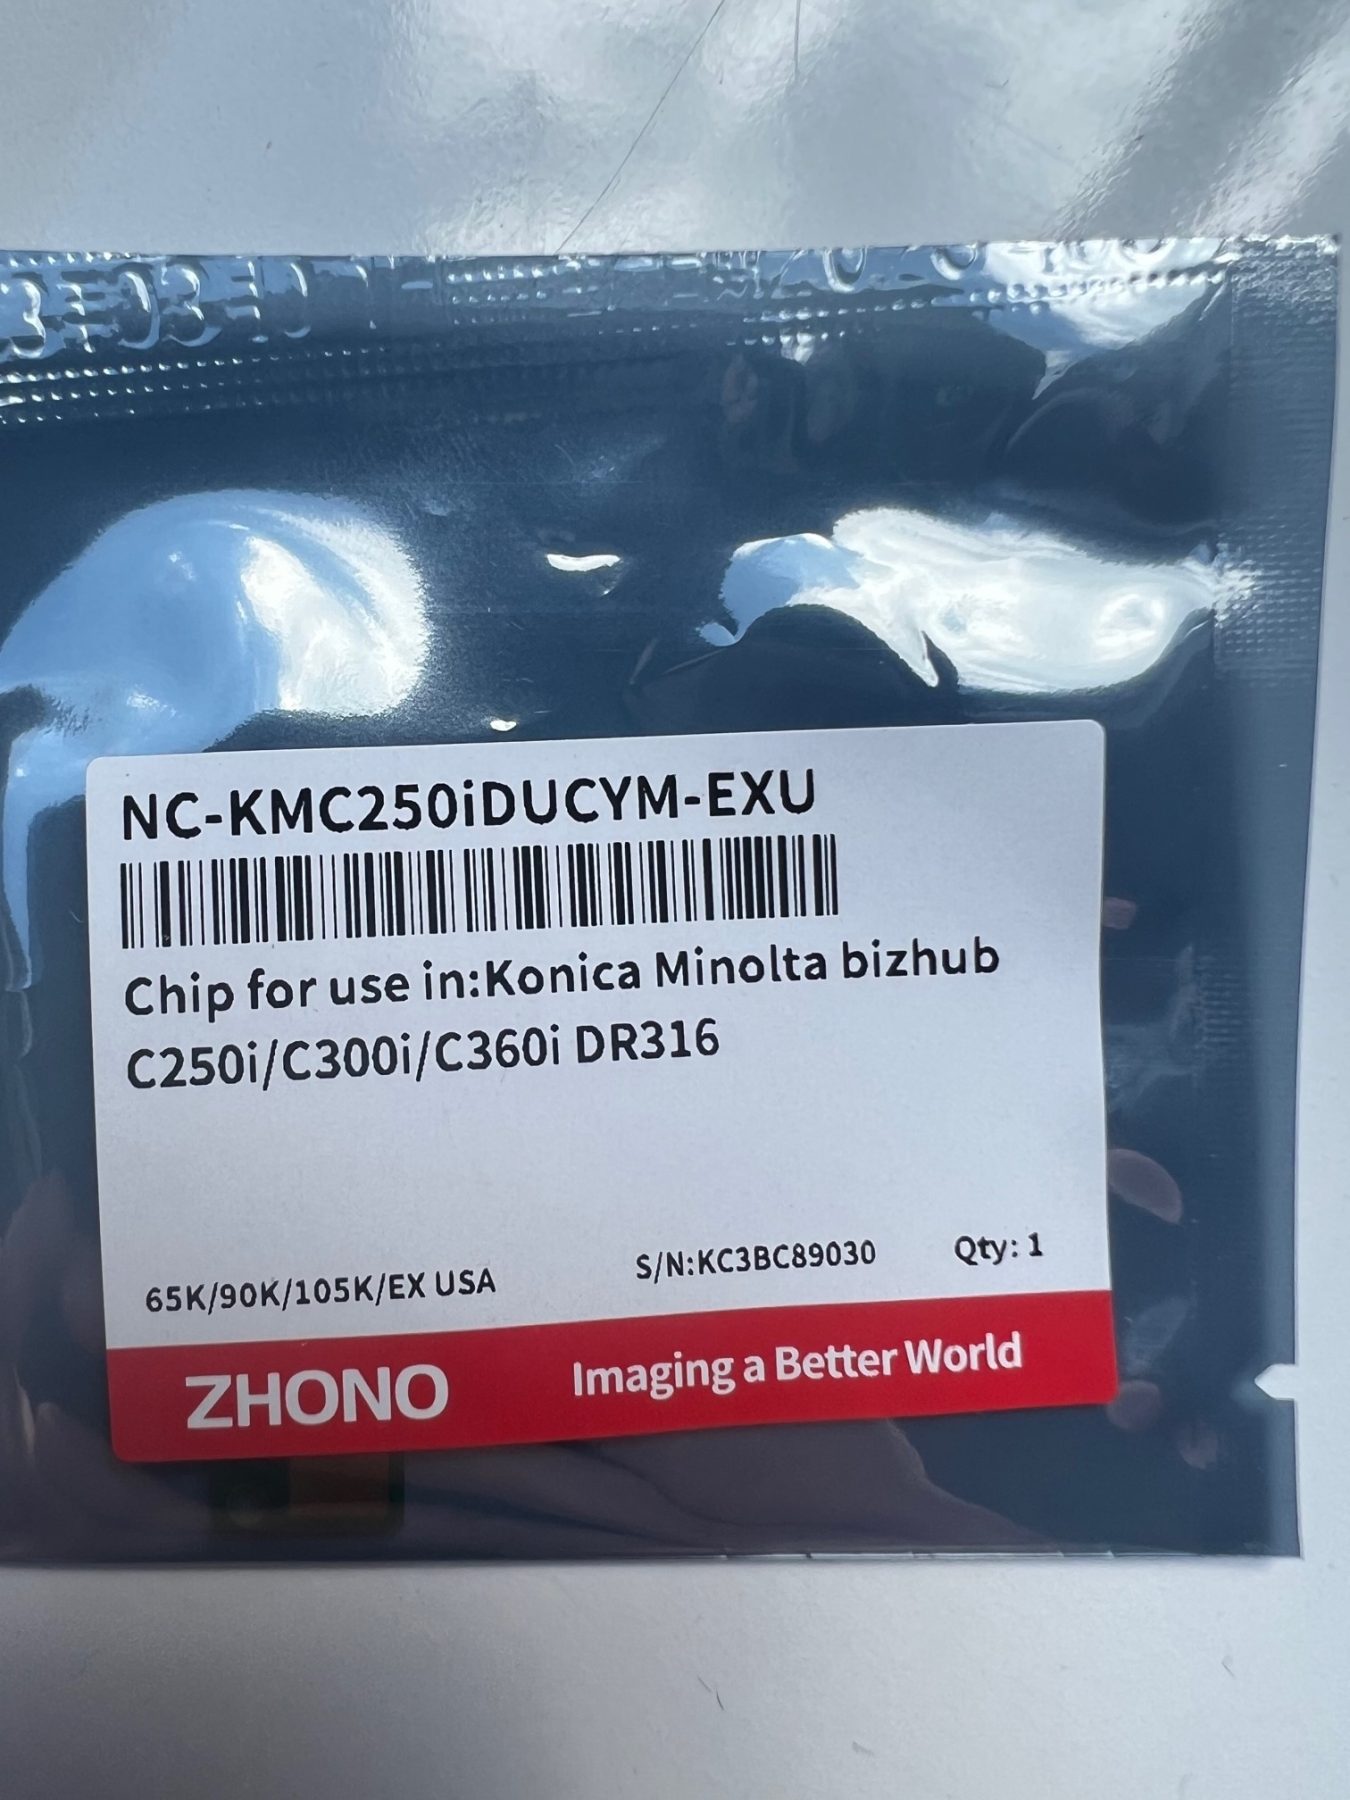 NC-KMC250iDUCYM-EXU
Chip for use in:Konica Minolta bizhub
C250i/C300i/C360i DR316
65K/90K/105K/EX USA
S/N:KC3BC89030
Qty: 1
ZHONO
Imaging a Better World